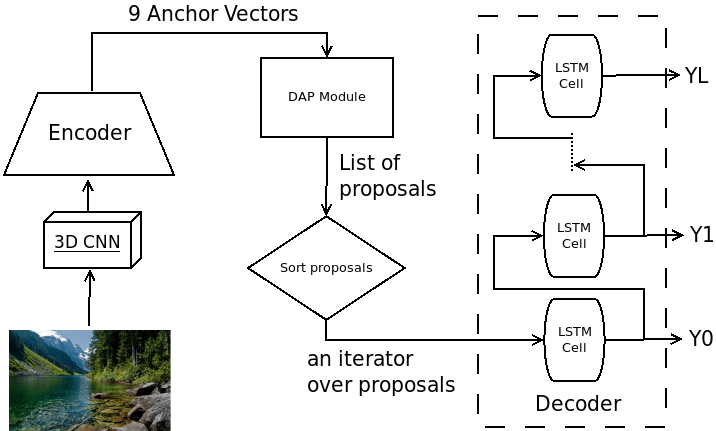 9 Anchor Vectors
LSTM
Cell
YL
DAP Module
Encoder
List of
proposals
3D CNN
LSTM
Cell
Y1
Sort proposals
LSTM
Cell
Y0
an iterator
over proposals
Decoder